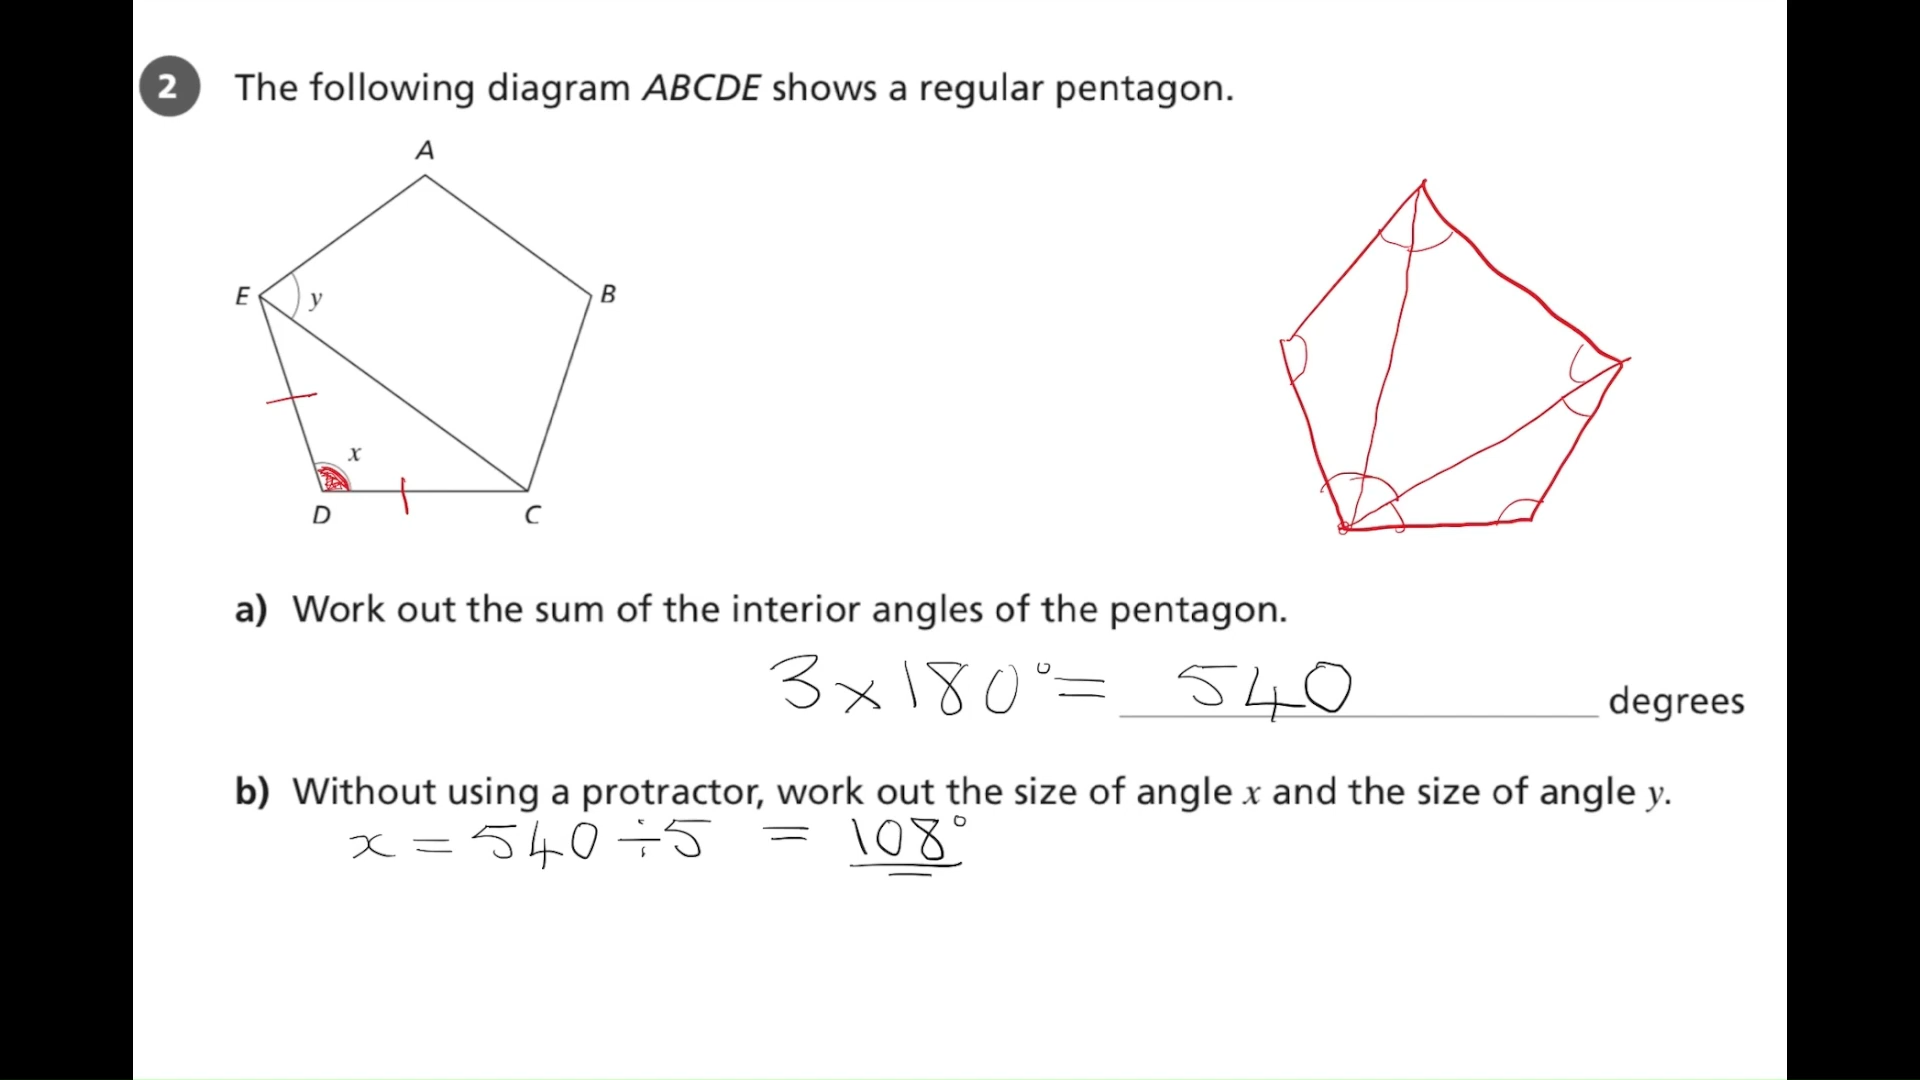 2 The following diagram ABCDE shows a regular pentagon.
A
E y B
x
D C
a) Work out the sum of the interior angles of the pentagon.
3 × 180° = 540 degrees
b) Without using a protractor, work out the size of angle x and the size of angle y.
x = 540 ÷ 5 = 108°